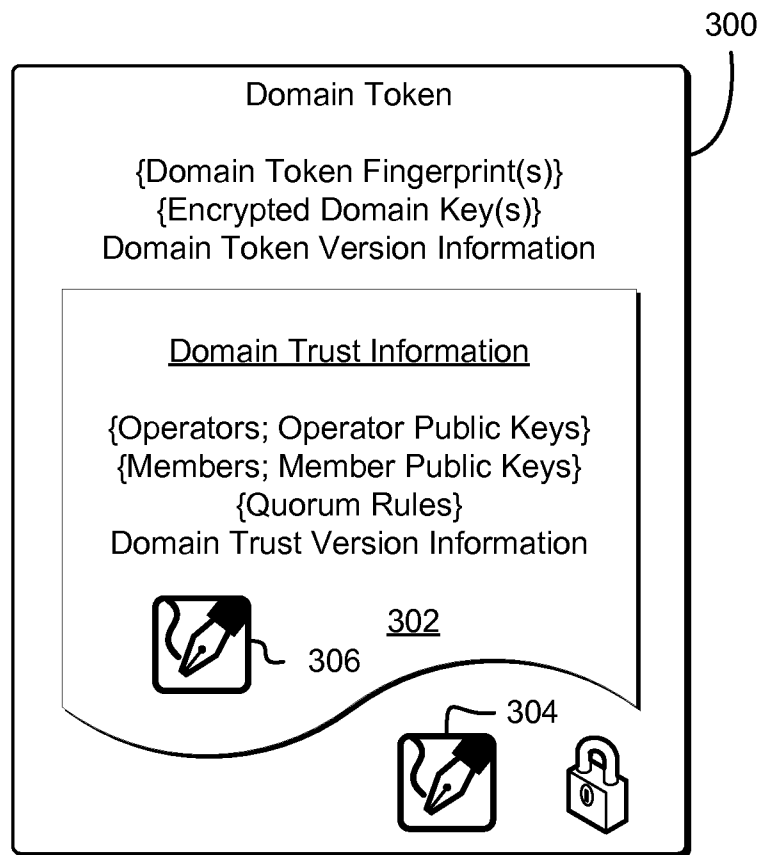 300
Domain Token
{Domain Token Fingerprint(s)}
{Encrypted Domain Key(s)}
Domain Token Version Information
Domain Trust Information
{Operators; Operator Public Keys}
{Members; Member Public Keys}
{Quorum Rules}
Domain Trust Version Information
302
306
304